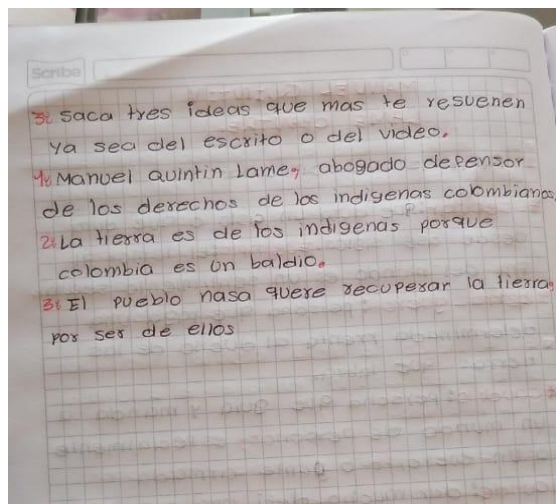 Scribe
3: Saca tres ideas que mas te resuenen
ya sea del escrito o del video.
1: Manuel Quintin Lame, abogado defensor
de los derechos de los indigenas colombianos,
2: La tierra es de los indigenas porque
colombia es un baldio.
3: El pueblo nasa quere recuperar la tierra,
por ser de ellos